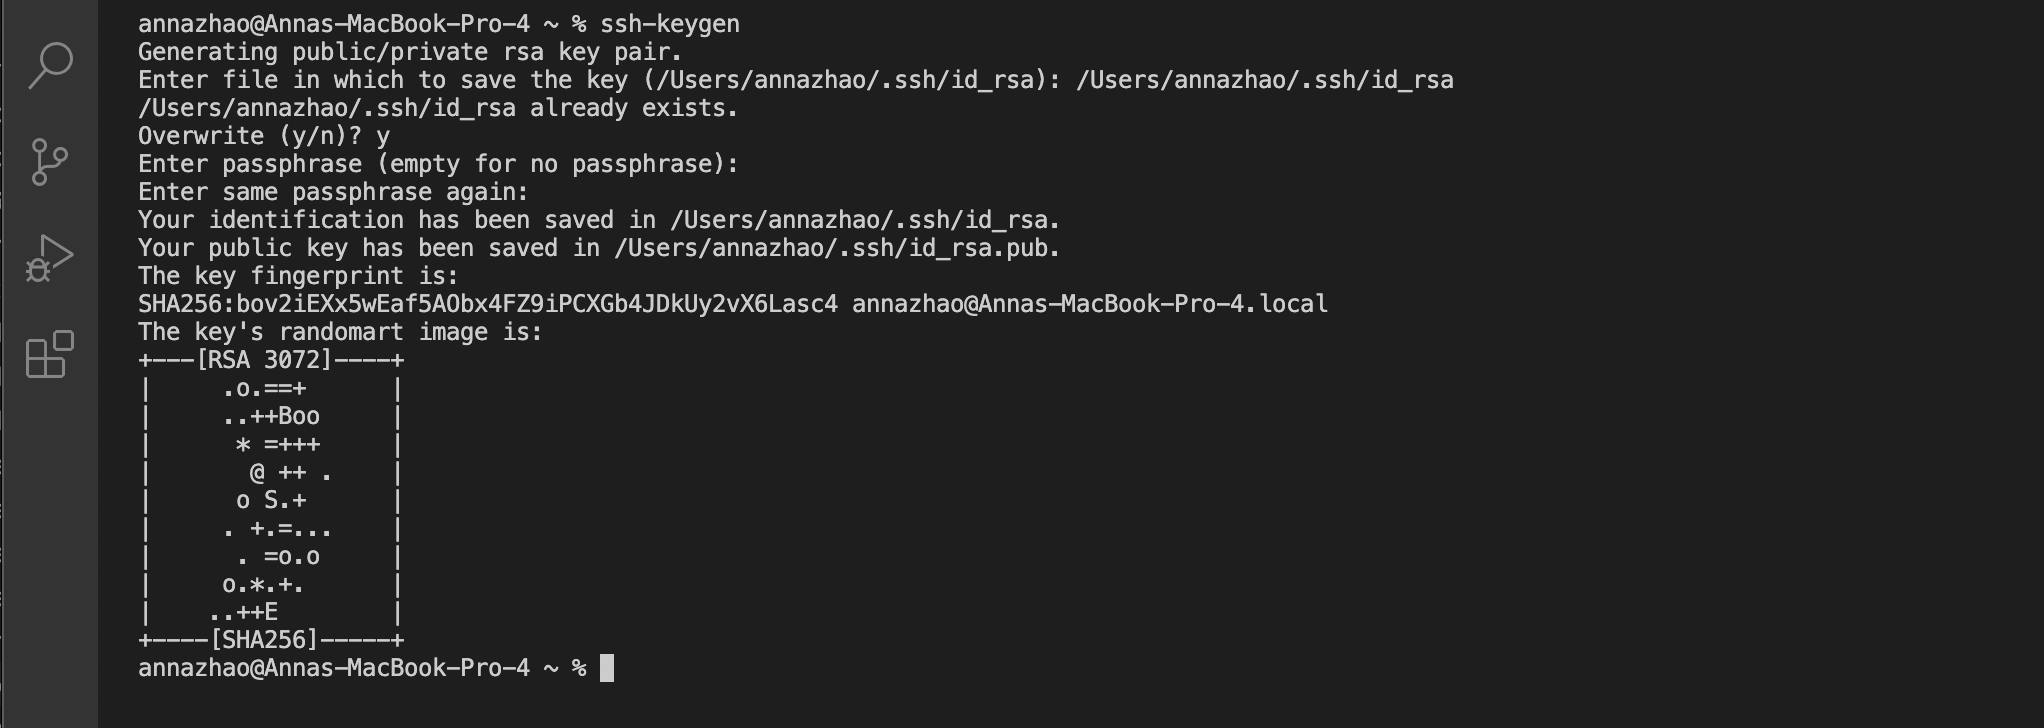 annazhao@Annas-MacBook-Pro-4 ~ % ssh-keygen
Generating public/private rsa key pair.
Enter file in which to save the key (/Users/annazhao/.ssh/id_rsa): /Users/annazhao/.ssh/id_rsa
/Users/annazhao/.ssh/id_rsa already exists.
Overwrite (y/n)? y
Enter passphrase (empty for no passphrase):
Enter same passphrase again:
Your identification has been saved in /Users/annazhao/.ssh/id_rsa.
Your public key has been saved in /Users/annazhao/.ssh/id_rsa.pub.
The key fingerprint is:
SHA256:bov2iEXx5wEaf5AObx4FZ9iPCXGb4JDkUy2vX6Lasc4 annazhao@Annas-MacBook-Pro-4.local
The key's randomart image is:
+---[RSA 3072]----+
|     .o.==+      |
|     ..++Boo     |
|      * =+++     |
|       @ ++ .    |
|      o S.+      |
|     . +.=...    |
|      . =o.o     |
|     o.*.+.      |
|    ..++E        |
+----[SHA256]-----+
annazhao@Annas-MacBook-Pro-4 ~ %